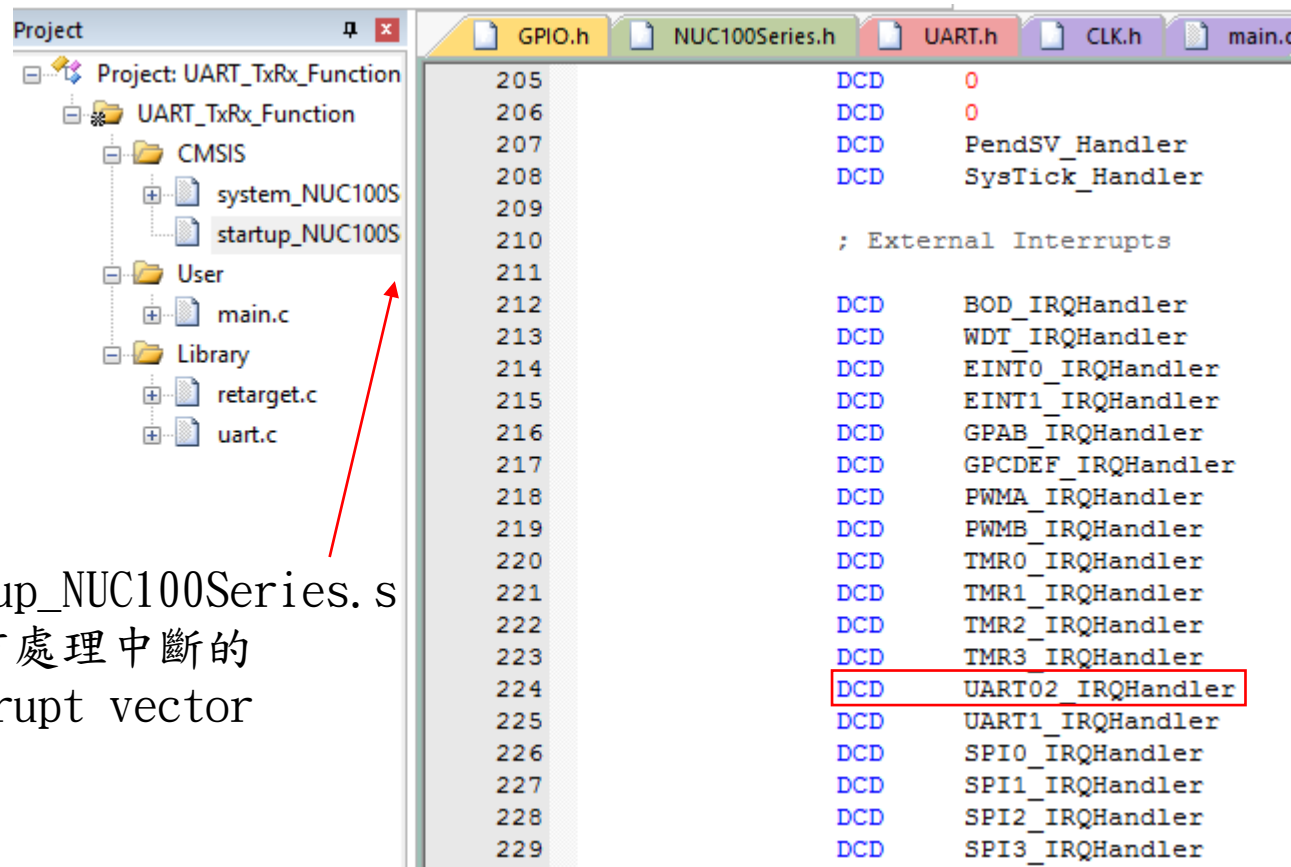 Project
Project: UART_TxRx_Function
UART_TxRx_Function
CMSIS
system_NUC100S
startup_NUC100S
User
main.c
Library
retarget.c
uart.c
up_NUC100Series.s
處理中斷的
rupt vector
GPIO.h NUC100Series.h UART.h CLK.h main.c
205 DCD 0
206 DCD 0
207 DCD PendSV_Handler
208 DCD SysTick_Handler
209
210 ; External Interrupts
211
212 DCD BOD_IRQHandler
213 DCD WDT_IRQHandler
214 DCD EINT0_IRQHandler
215 DCD EINT1_IRQHandler
216 DCD GPAB_IRQHandler
217 DCD GPCDEF_IRQHandler
218 DCD PWMA_IRQHandler
219 DCD PWMB_IRQHandler
220 DCD TMR0_IRQHandler
221 DCD TMR1_IRQHandler
222 DCD TMR2_IRQHandler
223 DCD TMR3_IRQHandler
224 DCD UART02_IRQHandler
225 DCD UART1_IRQHandler
226 DCD SPI0_IRQHandler
227 DCD SPI1_IRQHandler
228 DCD SPI2_IRQHandler
229 DCD SPI3_IRQHandler